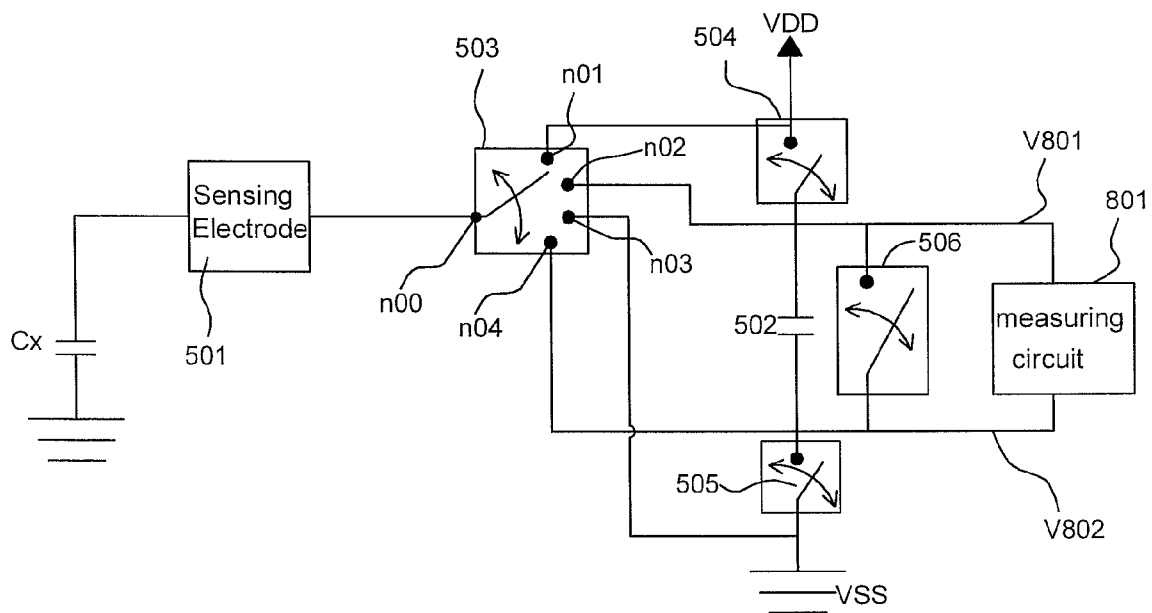 VDD
504
503
n01
n02
V801
801
Sensing
Electrode
506
n03
n00
n04
502
measuring
circuit
Cx
501
505
V802
VSS